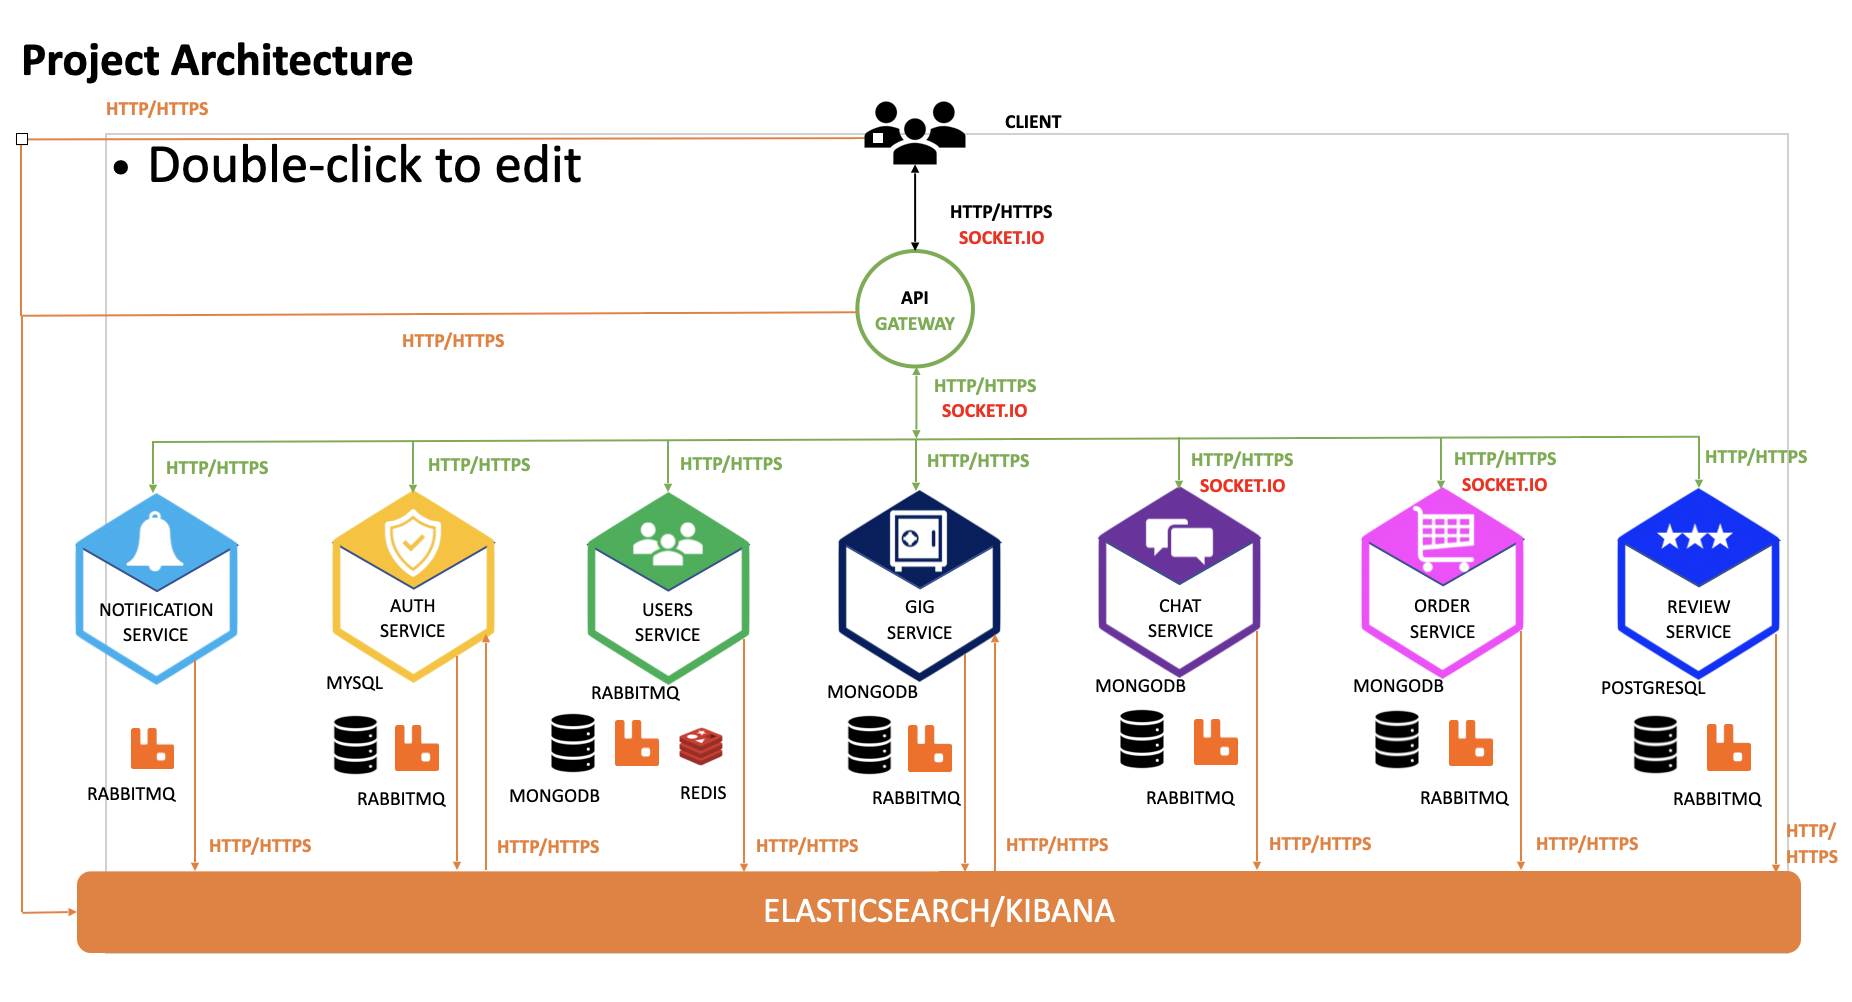 Project Architecture
HTTP/HTTPS
CLIENT
• Double-click to edit
HTTP/HTTPS
SOCKET.IO
API
GATEWAY
HTTP/HTTPS
HTTP/HTTPS
SOCKET.IO
HTTP/HTTPS
HTTP/HTTPS
HTTP/HTTPS
HTTP/HTTPS
HTTP/HTTPS
SOCKET.IO
HTTP/HTTPS
SOCKET.IO
HTTP/HTTPS
NOTIFICATION
SERVICE
AUTH
SERVICE
USERS
SERVICE
GIG
SERVICE
CHAT
SERVICE
ORDER
SERVICE
REVIEW
SERVICE
RABBITMQ
MYSQL
RABBITMQ
RABBITMQ
MONGODB
REDIS
MONGODB
RABBITMQ
MONGODB
RABBITMQ
MONGODB
RABBITMQ
POSTGRESQL
RABBITMQ
HTTP/HTTPS
HTTP/HTTPS
HTTP/HTTPS
HTTP/HTTPS
HTTP/HTTPS
HTTP/HTTPS
HTTP/
HTTPS
ELASTICSEARCH/KIBANA